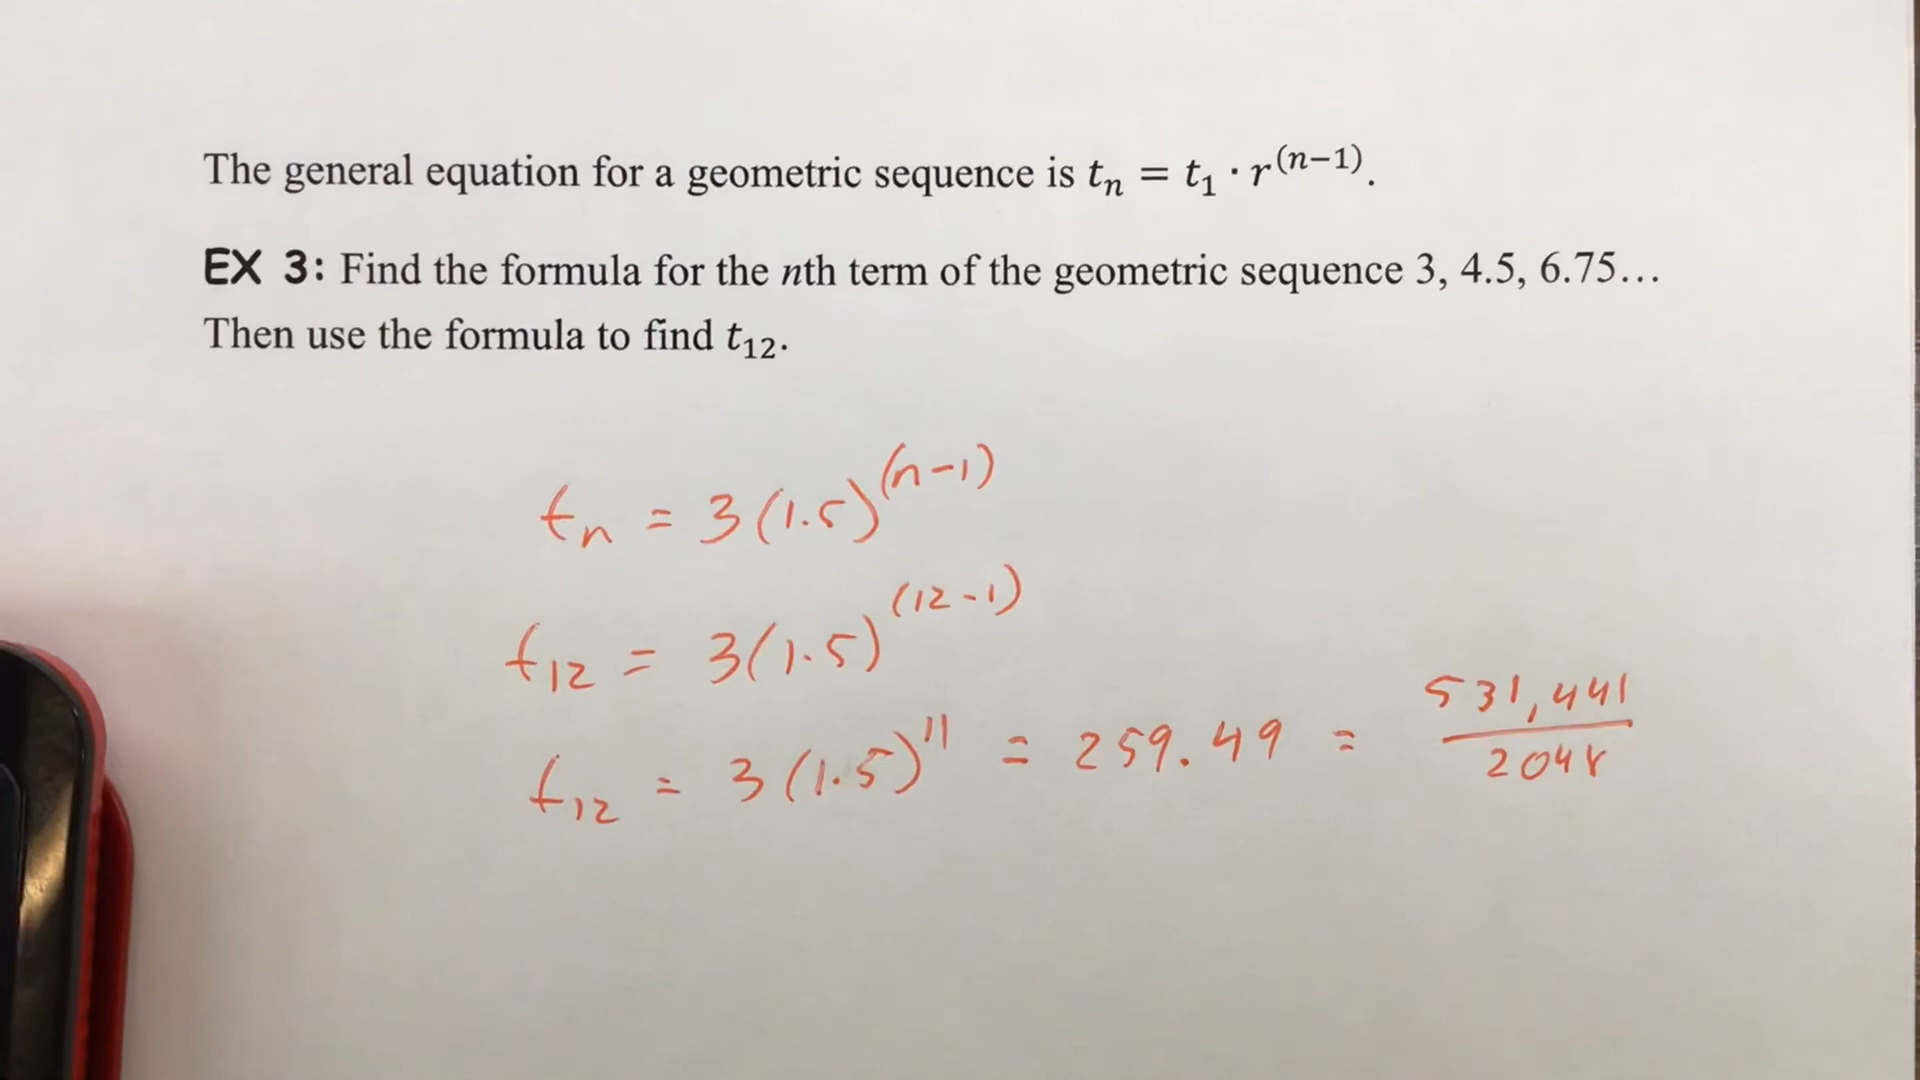 The general equation for a geometric sequence is tₙ = t₁ · r⁽ⁿ⁻¹⁾.
EX 3: Find the formula for the nth term of the geometric sequence 3, 4.5, 6.75…
Then use the formula to find t₁₂.
tₙ = 3(1.5)⁽ⁿ⁻¹⁾
t₁₂ = 3(1.5)⁽¹²⁻¹⁾
t₁₂ = 3(1.5)¹¹ = 259.49 = 531,441/2048